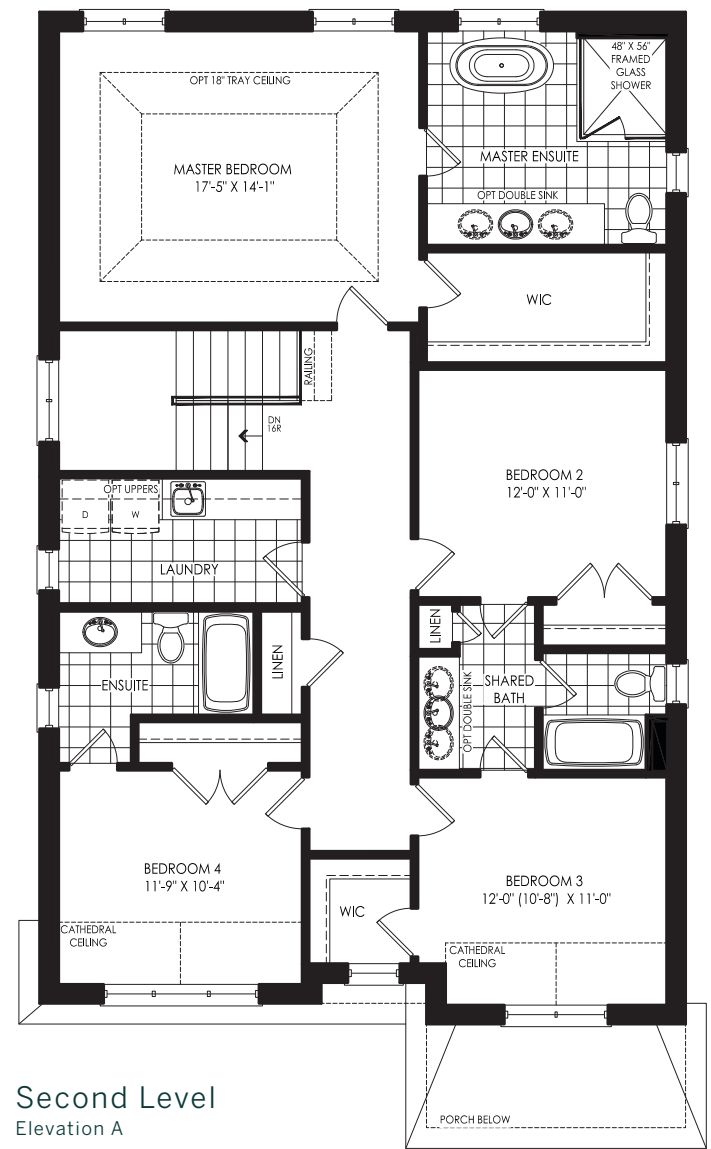 OPT 18" TRAY CEILING
MASTER BEDROOM
17'-5" X 14'-1"
48" X 56"
FRAMED
GLASS
SHOWER
MASTER ENSUITE
OPT DOUBLE SINK
WIC
RAILING
DN
16R
BEDROOM 2
12'-0" X 11'-0"
OPT UPPERS
D
W
LAUNDRY
LINEN
ENSUITE
LINEN
SHARED
BATH
OPT DOUBLE SINK
BEDROOM 4
11'-9" X 10'-4"
CATHEDRAL
CEILING
WIC
BEDROOM 3
12'-0" (10'-8") X 11'-0"
CATHEDRAL
CEILING
PORCH BELOW
Second Level
Elevation A